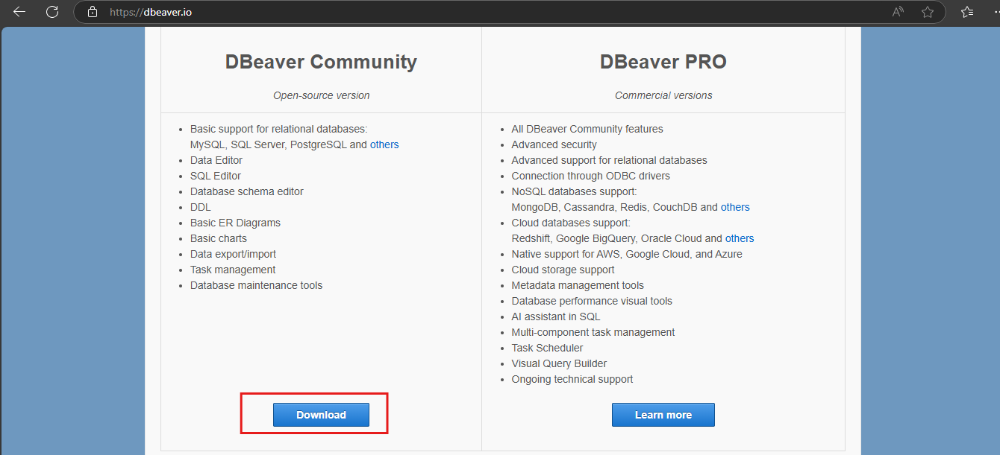 https://dbeaver.io
DBeaver Community
Open-source version
Basic support for relational databases:
MySQL, SQL Server, PostgreSQL and others
Data Editor
SQL Editor
Database schema editor
DDL
Basic ER Diagrams
Basic charts
Data export/import
Task management
Database maintenance tools
Download
DBeaver PRO
Commercial versions
All DBeaver Community features
Advanced security
Advanced support for relational databases
Connection through ODBC drivers
NoSQL databases support:
MongoDB, Cassandra, Redis, CouchDB and others
Cloud databases support:
Redshift, Google BigQuery, Oracle Cloud and others
Native support for AWS, Google Cloud, and Azure
Cloud storage support
Metadata management tools
Database performance visual tools
AI assistant in SQL
Multi-component task management
Task Scheduler
Visual Query Builder
Ongoing technical support
Learn more